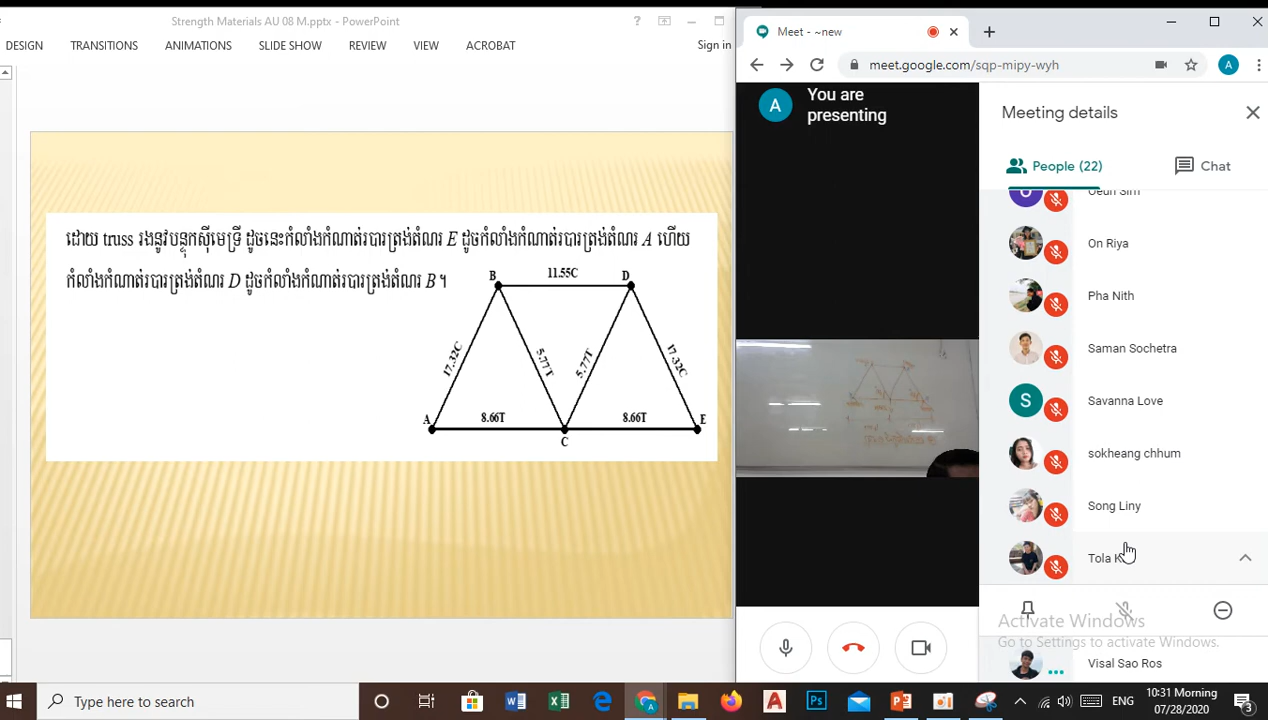 Strength Materials AU 08 M.pptx - PowerPoint
?
DESIGN
TRANSITIONS
ANIMATIONS
SLIDE SHOW
REVIEW
VIEW
ACROBAT
Sign in
ដោយ truss រងនូវបន្ទុកស៊ីមេទ្រី ដូចនេះកំលាំងកំណាត់របារត្រង់តំណរ E ដូចកំលាំងកំណាត់របារត្រង់តំណរ A ហើយ
កំលាំងកំណាត់របារត្រង់តំណរ D ដូចកំលាំងកំណាត់របារត្រង់តំណរ B ។
B
11.55C
D
17.32C
5.77T
5.77T
17.32C
A
8.66T
8.66T
E
C
Meet - ~new
meet.google.com/sqp-mipy-wyh
A
A
You are
presenting
Meeting details
People (22)
Chat
Oeun Sim
On Riya
Pha Nith
Saman Sochetra
S
Savanna Love
sokheang chhum
Song Liny
Tola
Activate Windows
Go to Settings to activate Windows.
Visal Sao Ros
Type here to search
ENG
10:31 Morning
07/28/2020
3